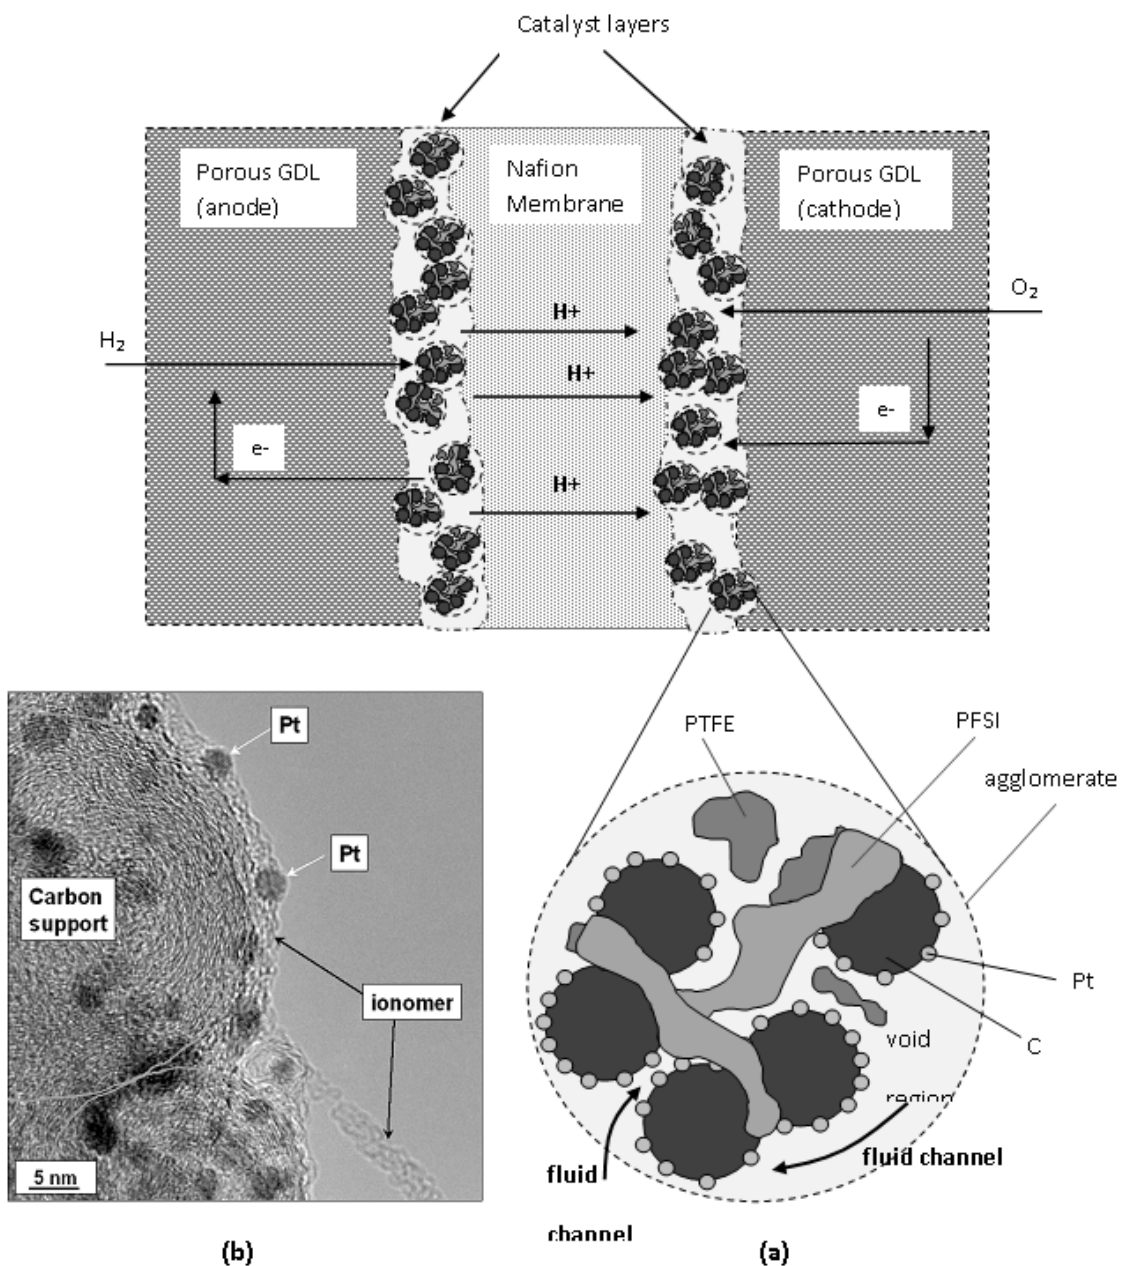 Catalyst layers
Porous GDL
(anode)
Nafion
Membrane
Porous GDL
(cathode)
O₂
H+
H₂
H+
e-
e-
H+
Pt
PTFE
PFSI
agglomerate
Pt
Carbon
support
ionomer
Pt
void
C
region
5 nm
fluid
fluid channel
channel
(b)
(a)